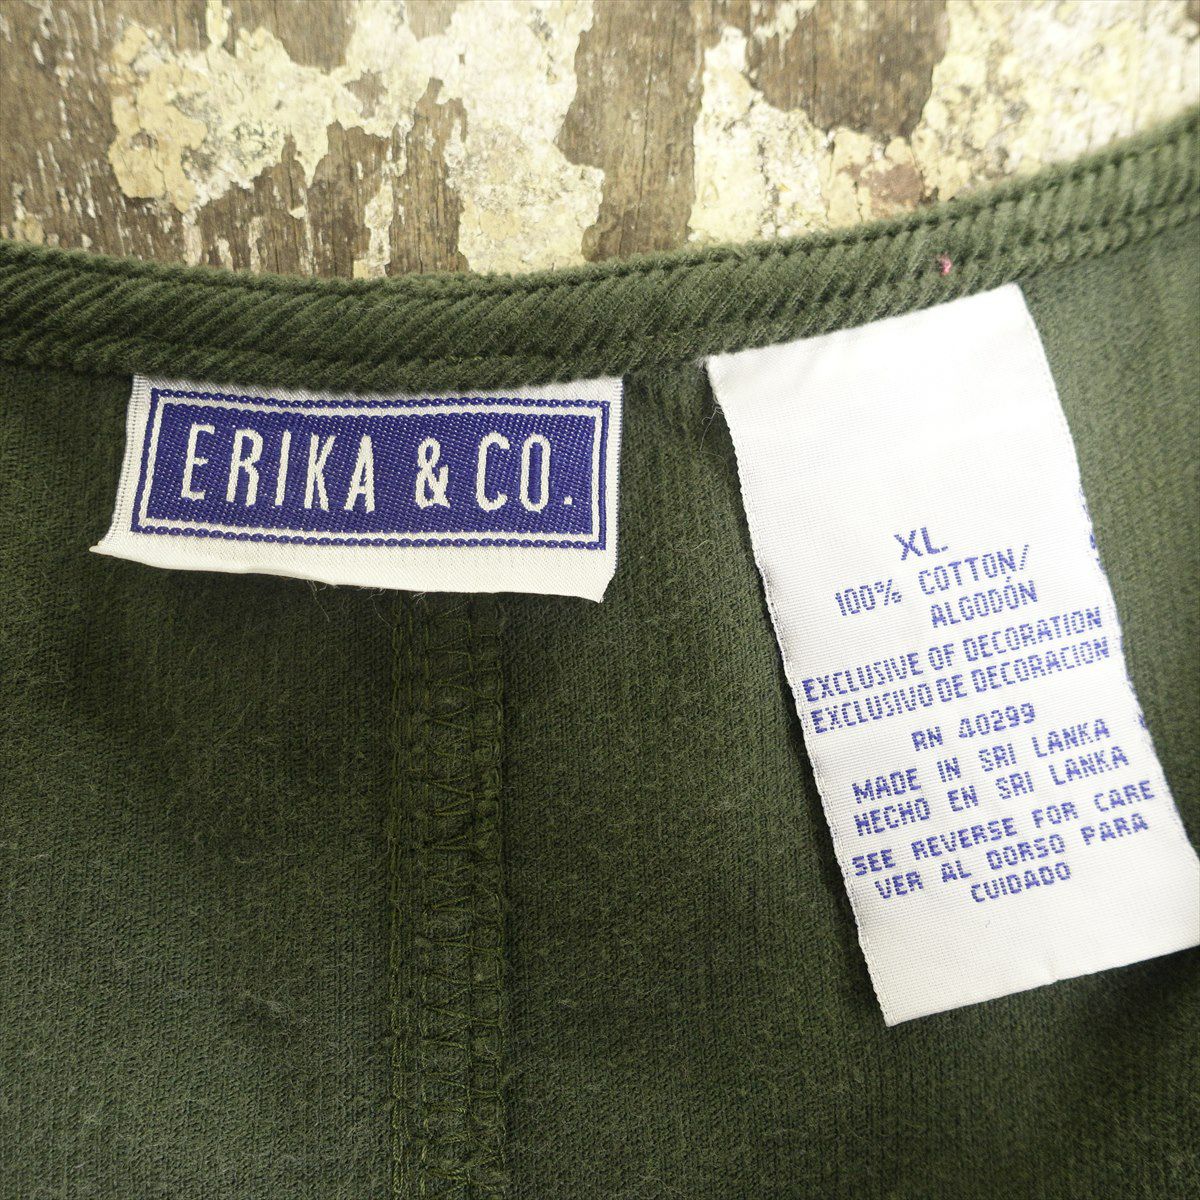 ERIKA & CO.
XL
100% COTTON/
ALGODÓN
EXCLUSIVE OF DECORATION
EXCLUSIVO DE DECORACION
RN 40299
MADE IN SRI LANKA
HECHO EN SRI LANKA
SEE REVERSE FOR CARE
VER AL DORSO PARA
CUIDADO